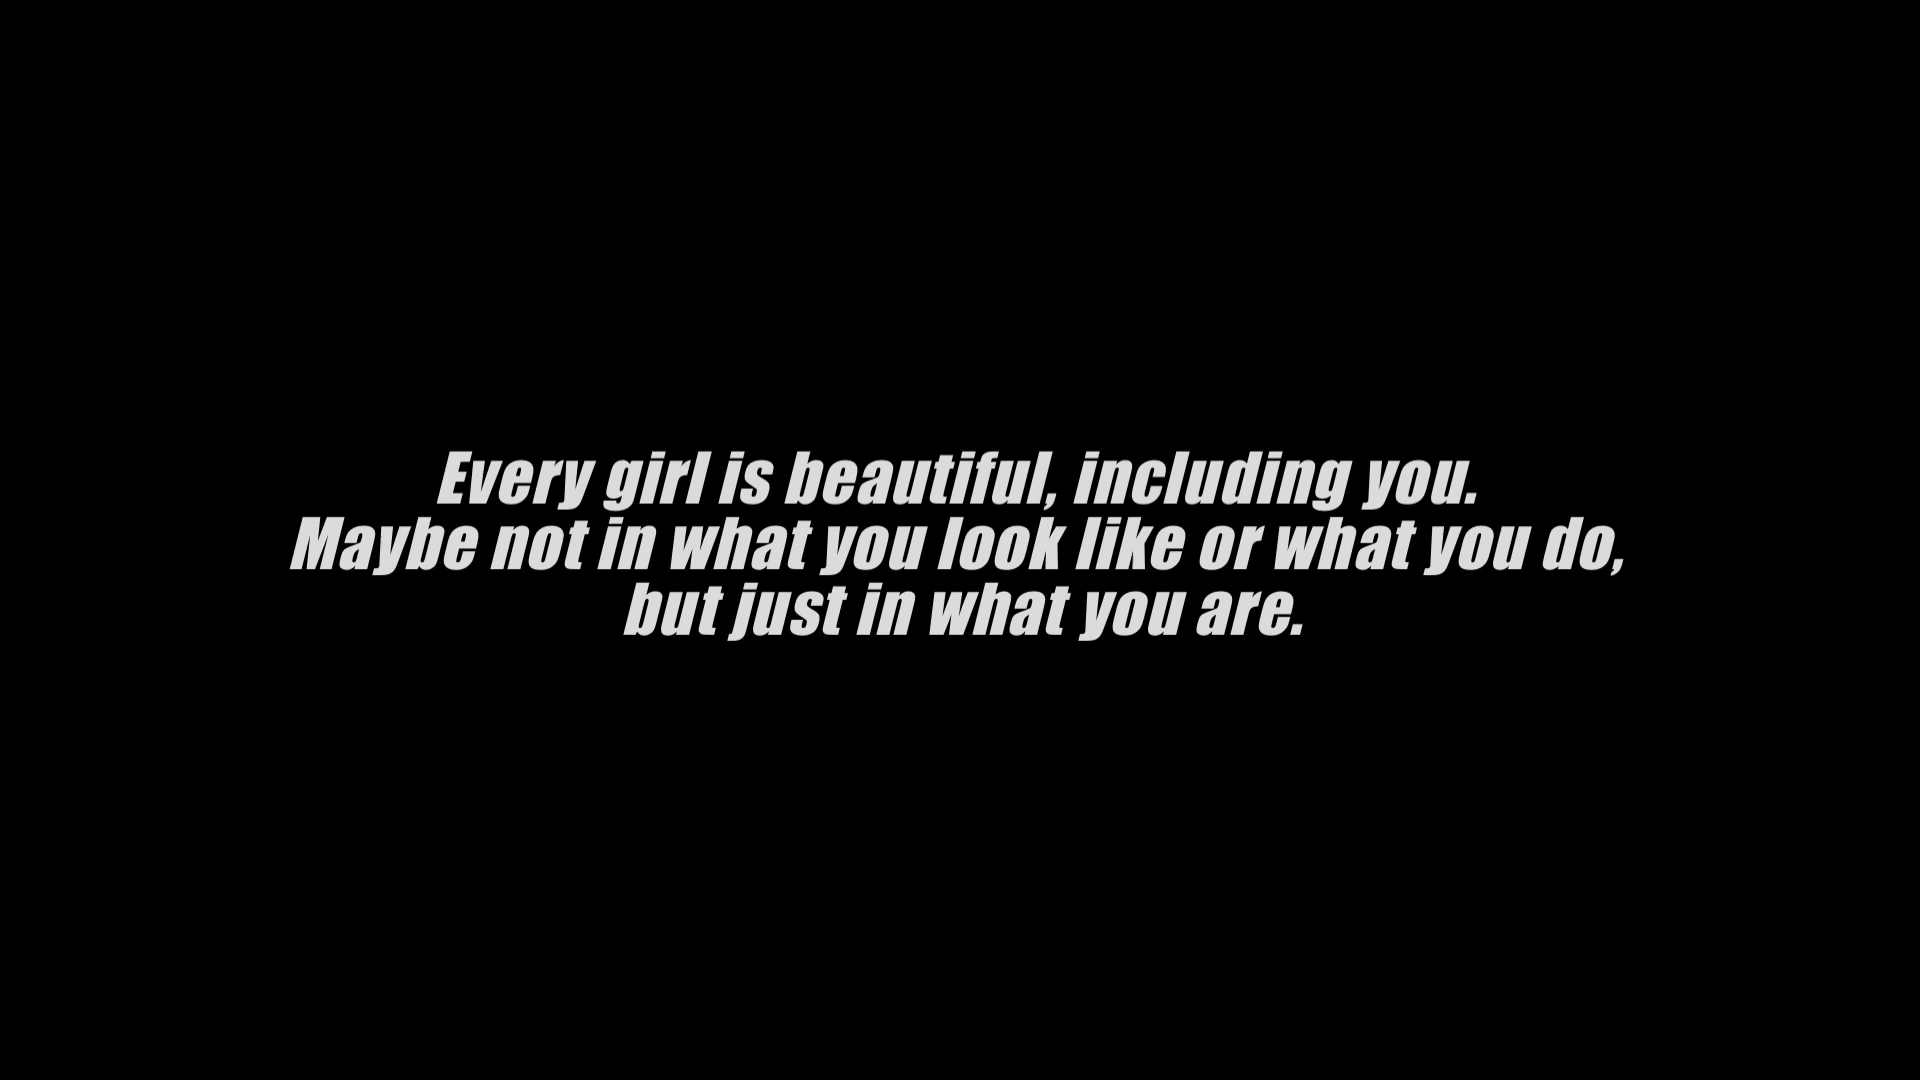 Every girl is beautiful, including you.
Maybe not in what you look like or what you do,
but just in what you are.